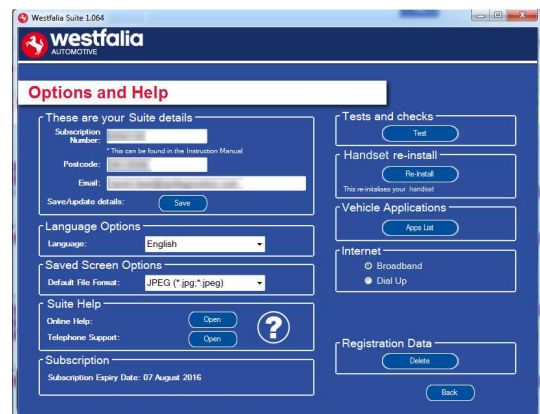 Westfalia Suite 1.064
westfalia
AUTOMOTIVE
Options and Help
These are your Suite details
Subscription
Number:
*This can be found in the Instruction Manual
Postcode:
Email:
Save/update details:
Save
Language Options
Language:
English
Saved Screen Options
Default File Format:
JPEG (*.jpg;*.jpeg)
Suite Help
Online Help:
Open
Telephone Support:
Open
?
Subscription
Subscription Expiry Date: 07 August 2016
Tests and checks
Test
Handset re-install
Re-Install
This re-initalises your handset
Vehicle Applications
Apps List
Internet
Broadband
Dial Up
Registration Data
Delete
Back